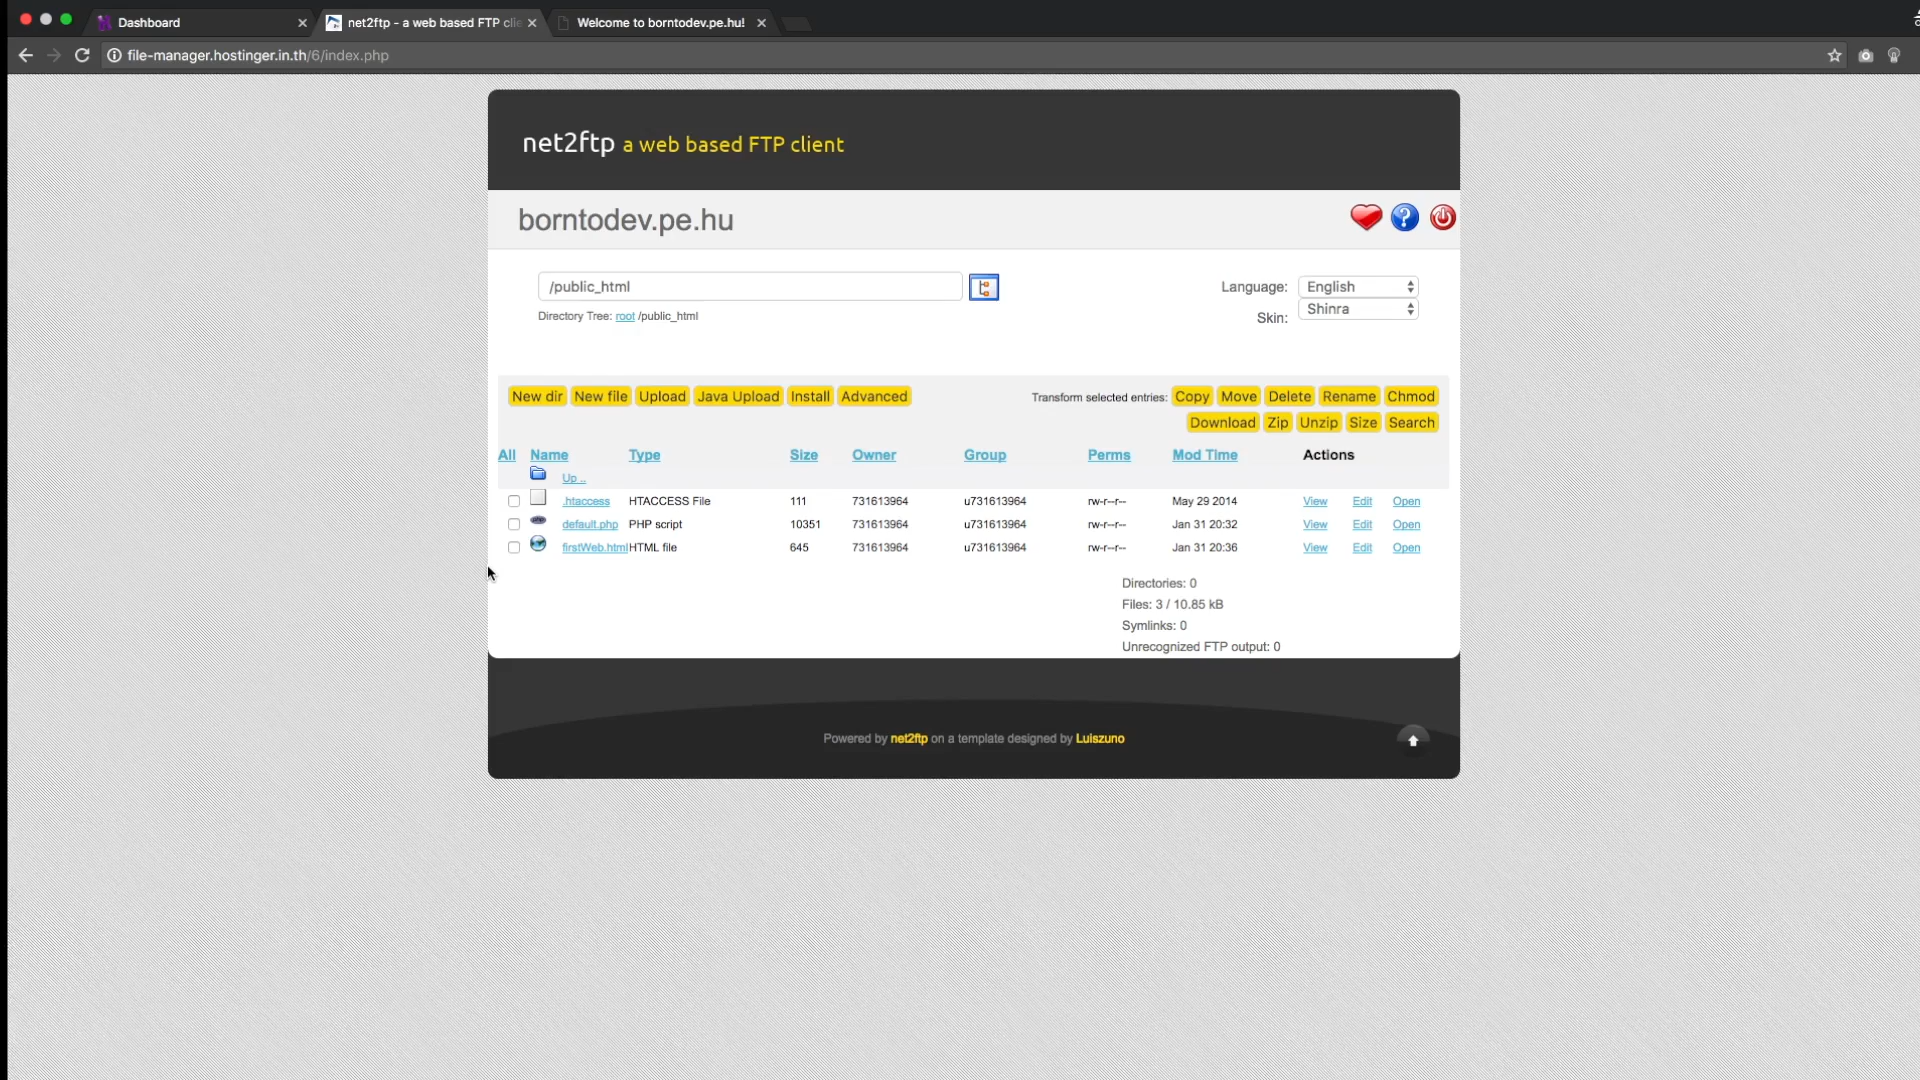 Dashboard
net2ftp - a web based FTP clie
Welcome to borntodev.pe.hu!
file-manager.hostinger.in.th/6/index.php
net2ftp a web based FTP client
borntodev.pe.hu
/public_html
Language: English
Directory Tree: root /public_html
Skin: Shinra
New dir New file Upload Java Upload Install Advanced
Transform selected entries: Copy Move Delete Rename Chmod
Download Zip Unzip Size Search
All Name Type Size Owner Group Perms Mod Time Actions
Up ..
.htaccess HTACCESS File 111 731613964 u731613964 rw-r--r-- May 29 2014 View Edit Open
default.php PHP script 10351 731613964 u731613964 rw-r--r-- Jan 31 20:32 View Edit Open
firstWeb.html HTML file 645 731613964 u731613964 rw-r--r-- Jan 31 20:36 View Edit Open
Directories: 0
Files: 3 / 10.85 kB
Symlinks: 0
Unrecognized FTP output: 0
Powered by net2ftp on a template designed by Luiszuno